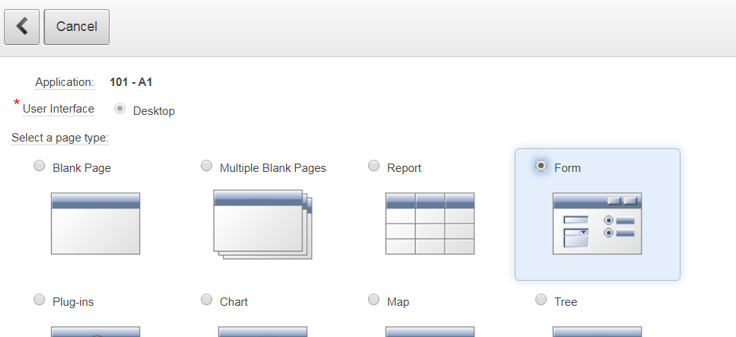 Cancel
Application: 101 - A1
* User Interface Desktop
Select a page type:
Blank Page Multiple Blank Pages Report Form
Plug-ins Chart Map Tree